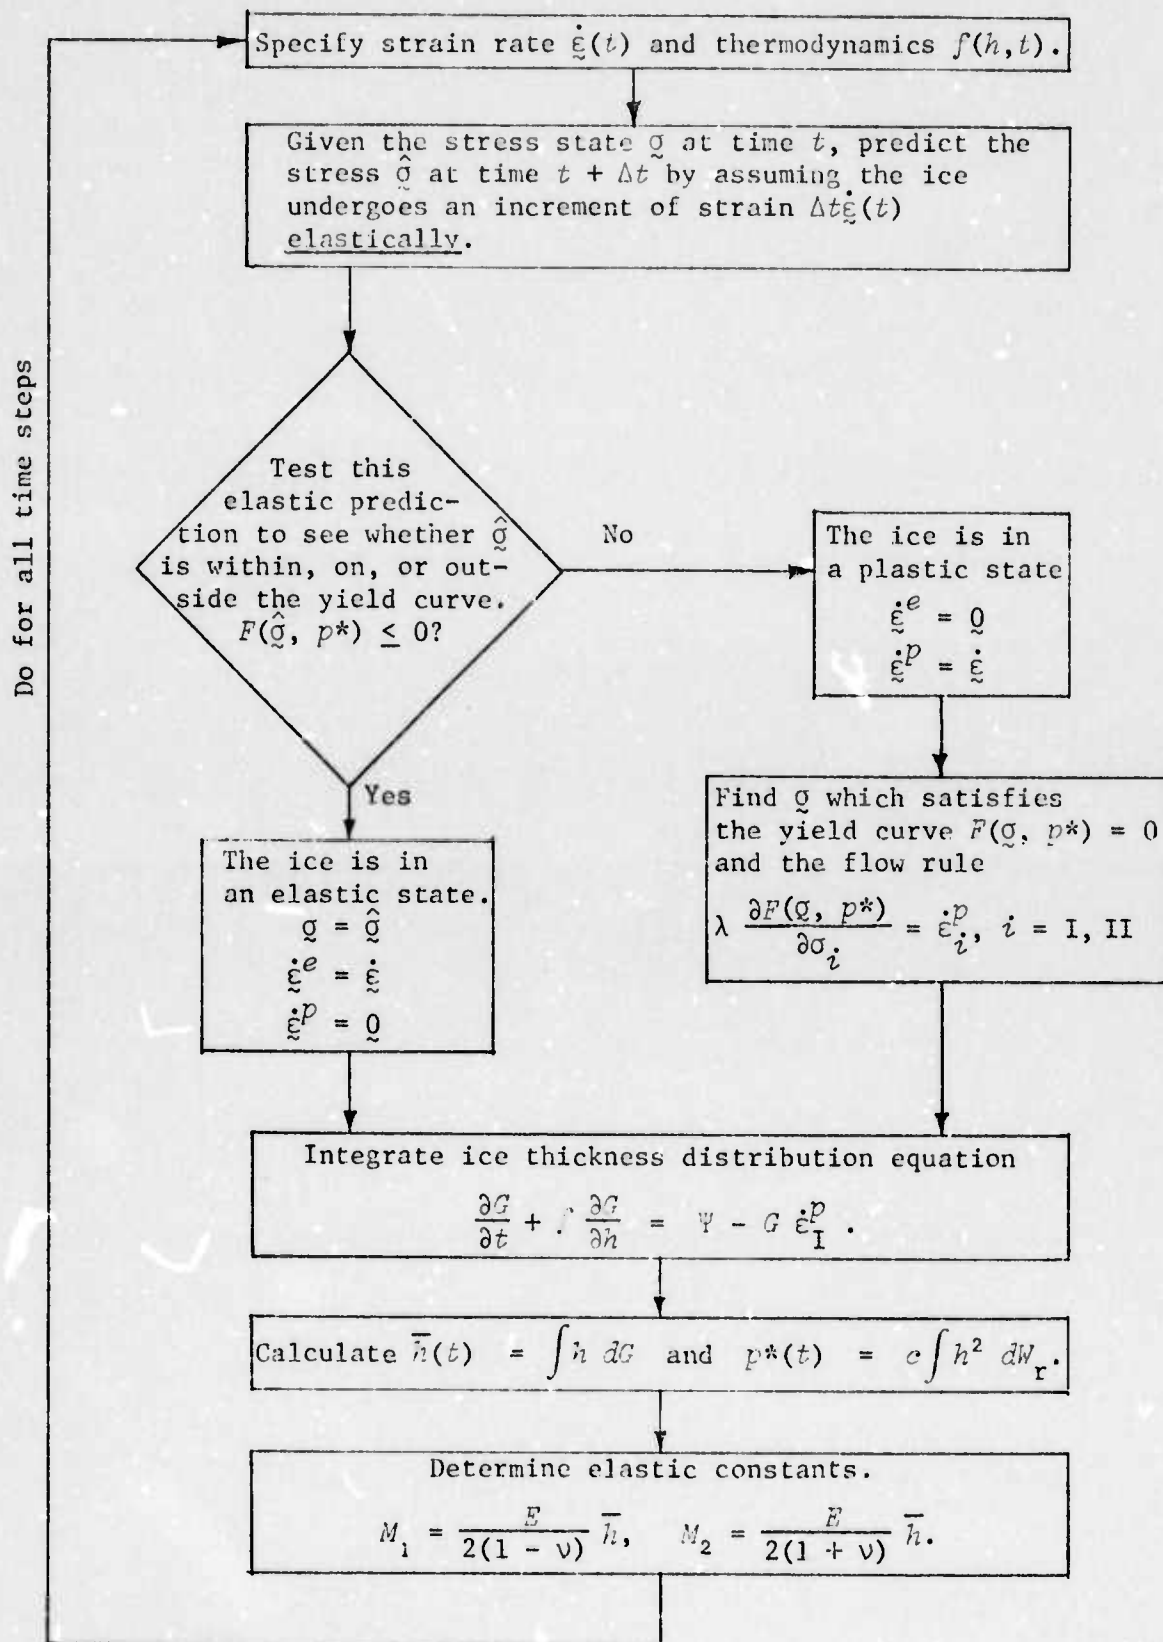 Specify strain rate ε̰̇(t) and thermodynamics f(h,t).
Given the stress state σ̰ at time t, predict the
stress σ̰̂ at time t + Δt by assuming the ice
undergoes an increment of strain Δtε̰̇(t)
elastically.
Do for all time steps
Test this
elastic predic-
tion to see whether σ̰̂
is within, on, or out-
side the yield curve.
F(σ̰̂, p*) ≤ 0?
No
The ice is in
a plastic state
ε̰̇^e = 0̰
ε̰̇^p = ε̰̇
Yes
The ice is in
an elastic state.
σ̰ = σ̰̂
ε̰̇^e = ε̰̇
ε̰̇^p = 0̰
Find σ̰ which satisfies
the yield curve F(σ̰, p*) = 0
and the flow rule
λ ∂F(σ̰, p*)/∂σ_i = ε̇_i^p, i = I, II
Integrate ice thickness distribution equation
∂G/∂t + f ∂G/∂h = Ψ - G ε̇_I^p .
Calculate h̄(t) = ∫h dG and p*(t) = c∫h² dW_r.
Determine elastic constants.
M₁ = E/2(1 - ν) h̄, M₂ = E/2(1 + ν) h̄.